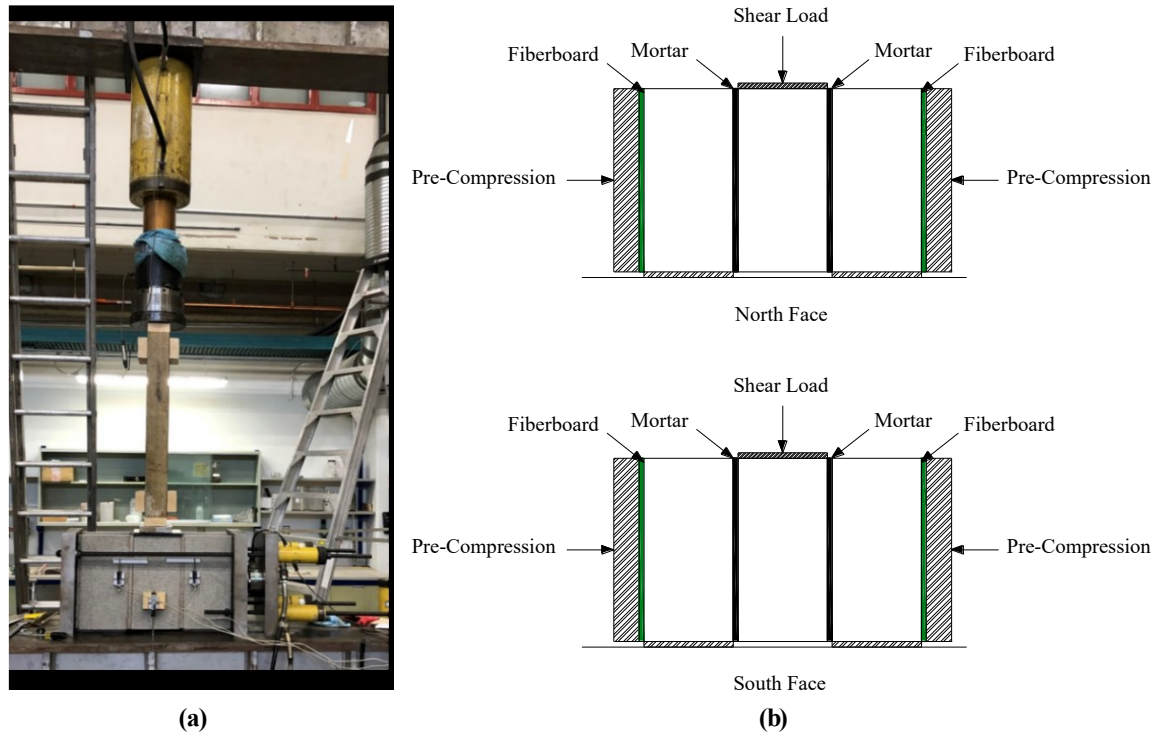 Shear Load
Fiberboard Mortar Mortar Fiberboard
Pre-Compression Pre-Compression
North Face
Shear Load
Fiberboard Mortar Mortar Fiberboard
Pre-Compression Pre-Compression
South Face
(a) (b)